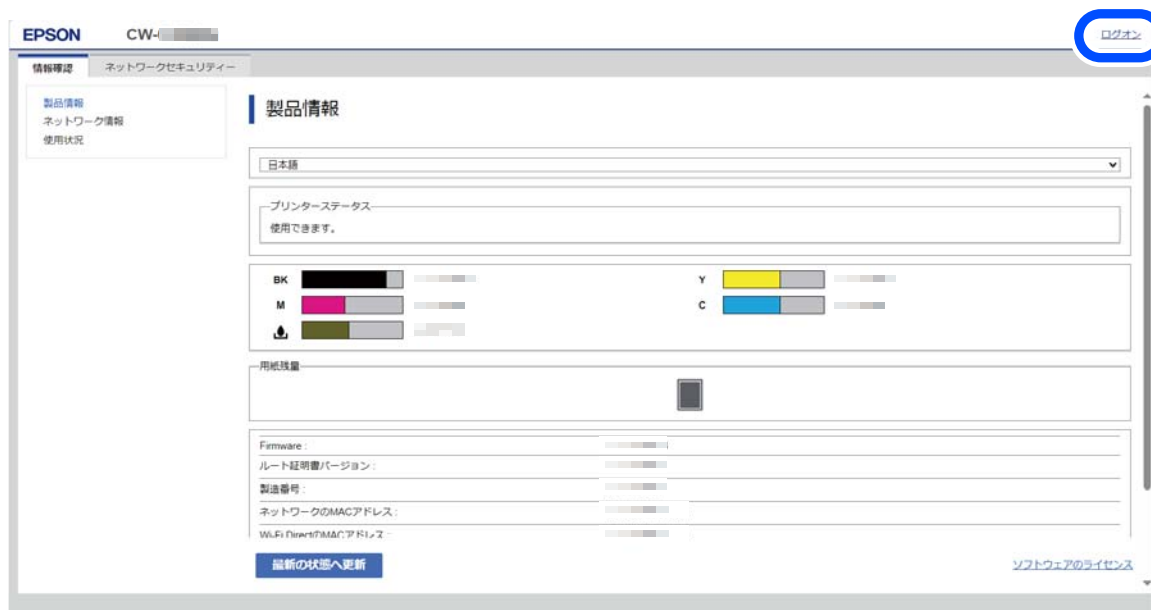 EPSON CW-
ログオン
情報確認 ネットワークセキュリティー
製品情報
ネットワーク情報
使用状況
製品情報
日本語
プリンターステータス
使用できます。
BK Y
M C
用紙残量
Firmware :
ルート証明書バージョン :
製造番号 :
ネットワークのMACアドレス :
Wi-Fi DirectのMACアドレス :
最新の状態へ更新
ソフトウェアのライセンス